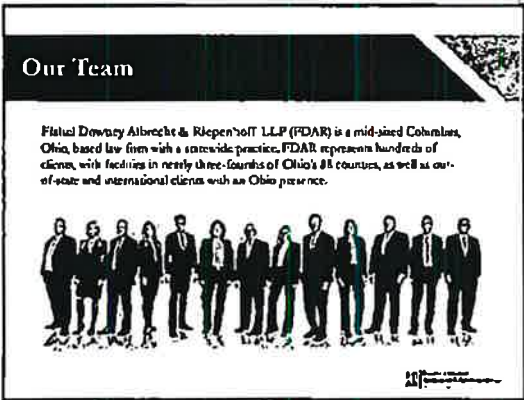 Our Team
Fishel Downey Albrecht & Riepenhoff LLP (FDAR) is a mid-sized Columbus,
Ohio, based law firm with a statewide practice. FDAR represents hundreds of
clients, with facilities in nearly three-fourths of Ohio's 88 counties, as well as out-
of-state and international clients with an Ohio presence.